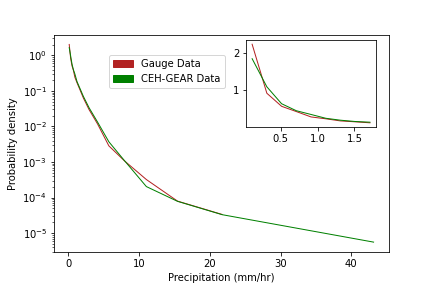 Gauge Data
CEH-GEAR Data
2
1
0.5 1.0 1.5
10⁰
10⁻¹
10⁻²
10⁻³
10⁻⁴
10⁻⁵
Probability density
0 10 20 30 40
Precipitation (mm/hr)